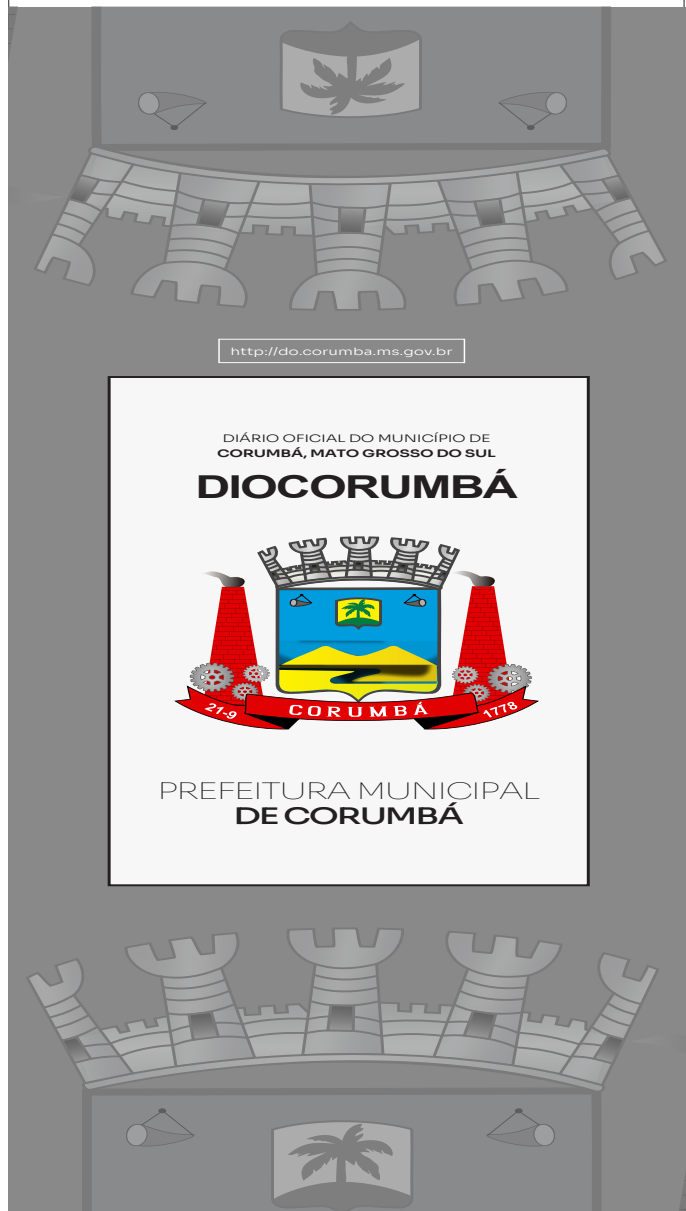 http://do.corumba.ms.gov.br
DIÁRIO OFICIAL DO MUNICÍPIO DE
CORUMBÁ, MATO GROSSO DO SUL
DIOCORUMBÁ
21-9 CORUMBÁ 1778
PREFEITURA MUNICIPAL
DE CORUMBÁ